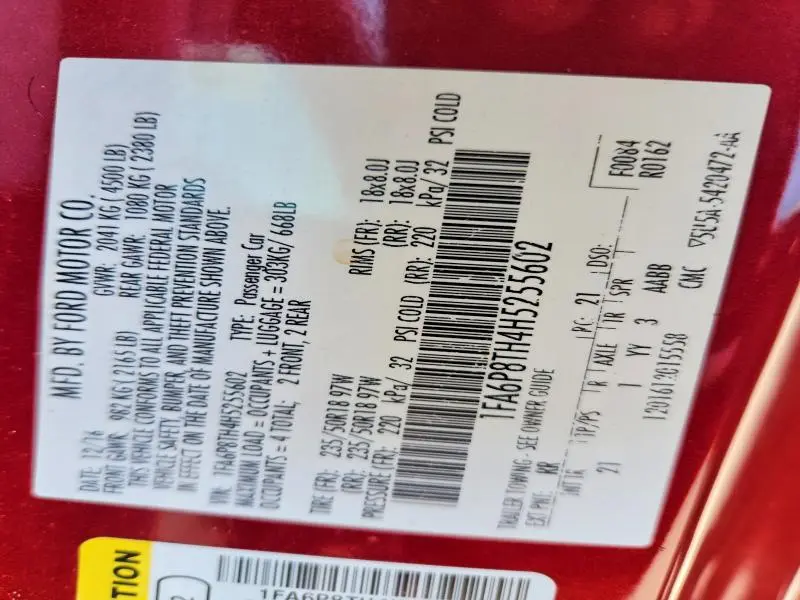 MFD. BY FORD MOTOR CO.
DATE: 12/16 GVWR: 2041 KG ( 4500 LB)
FRONT GAWR: 982 KG ( 2165 LB) REAR GAWR: 1080 KG ( 2380 LB)
THIS VEHICLE CONFORMS TO ALL APPLICABLE FEDERAL MOTOR
VEHICLE SAFETY, BUMPER, AND THEFT PREVENTION STANDARDS
IN EFFECT ON THE DATE OF MANUFACTURE SHOWN ABOVE.
VIN: 1FA6P8TH4H5255602 TYPE: Passenger Car
MAXIMUM LOAD = OCCUPANTS + LUGGAGE = 303KG/ 668LB
OCCUPANTS = 4 TOTAL; 2 FRONT, 2 REAR
TIRE (FR): 235/50R18 97W RIMS (FR): 18x8.0J
(RR): 235/50R18 97W (RR): 18x8.0J
PRESSURE (FR): 220 kPa/ 32 PSI COLD (RR): 220 kPa/ 32 PSI COLD
1FA6P8TH4H5255602
TRAILER TOWING - SEE OWNER GUIDE F0084
EXT PNT: RR PC: 21 DSO: R0162
INT TR TP/PS R AXLE TR SPR
21 1 YY 3 AABB
20161201 CMC
TION
1FA6P8TH